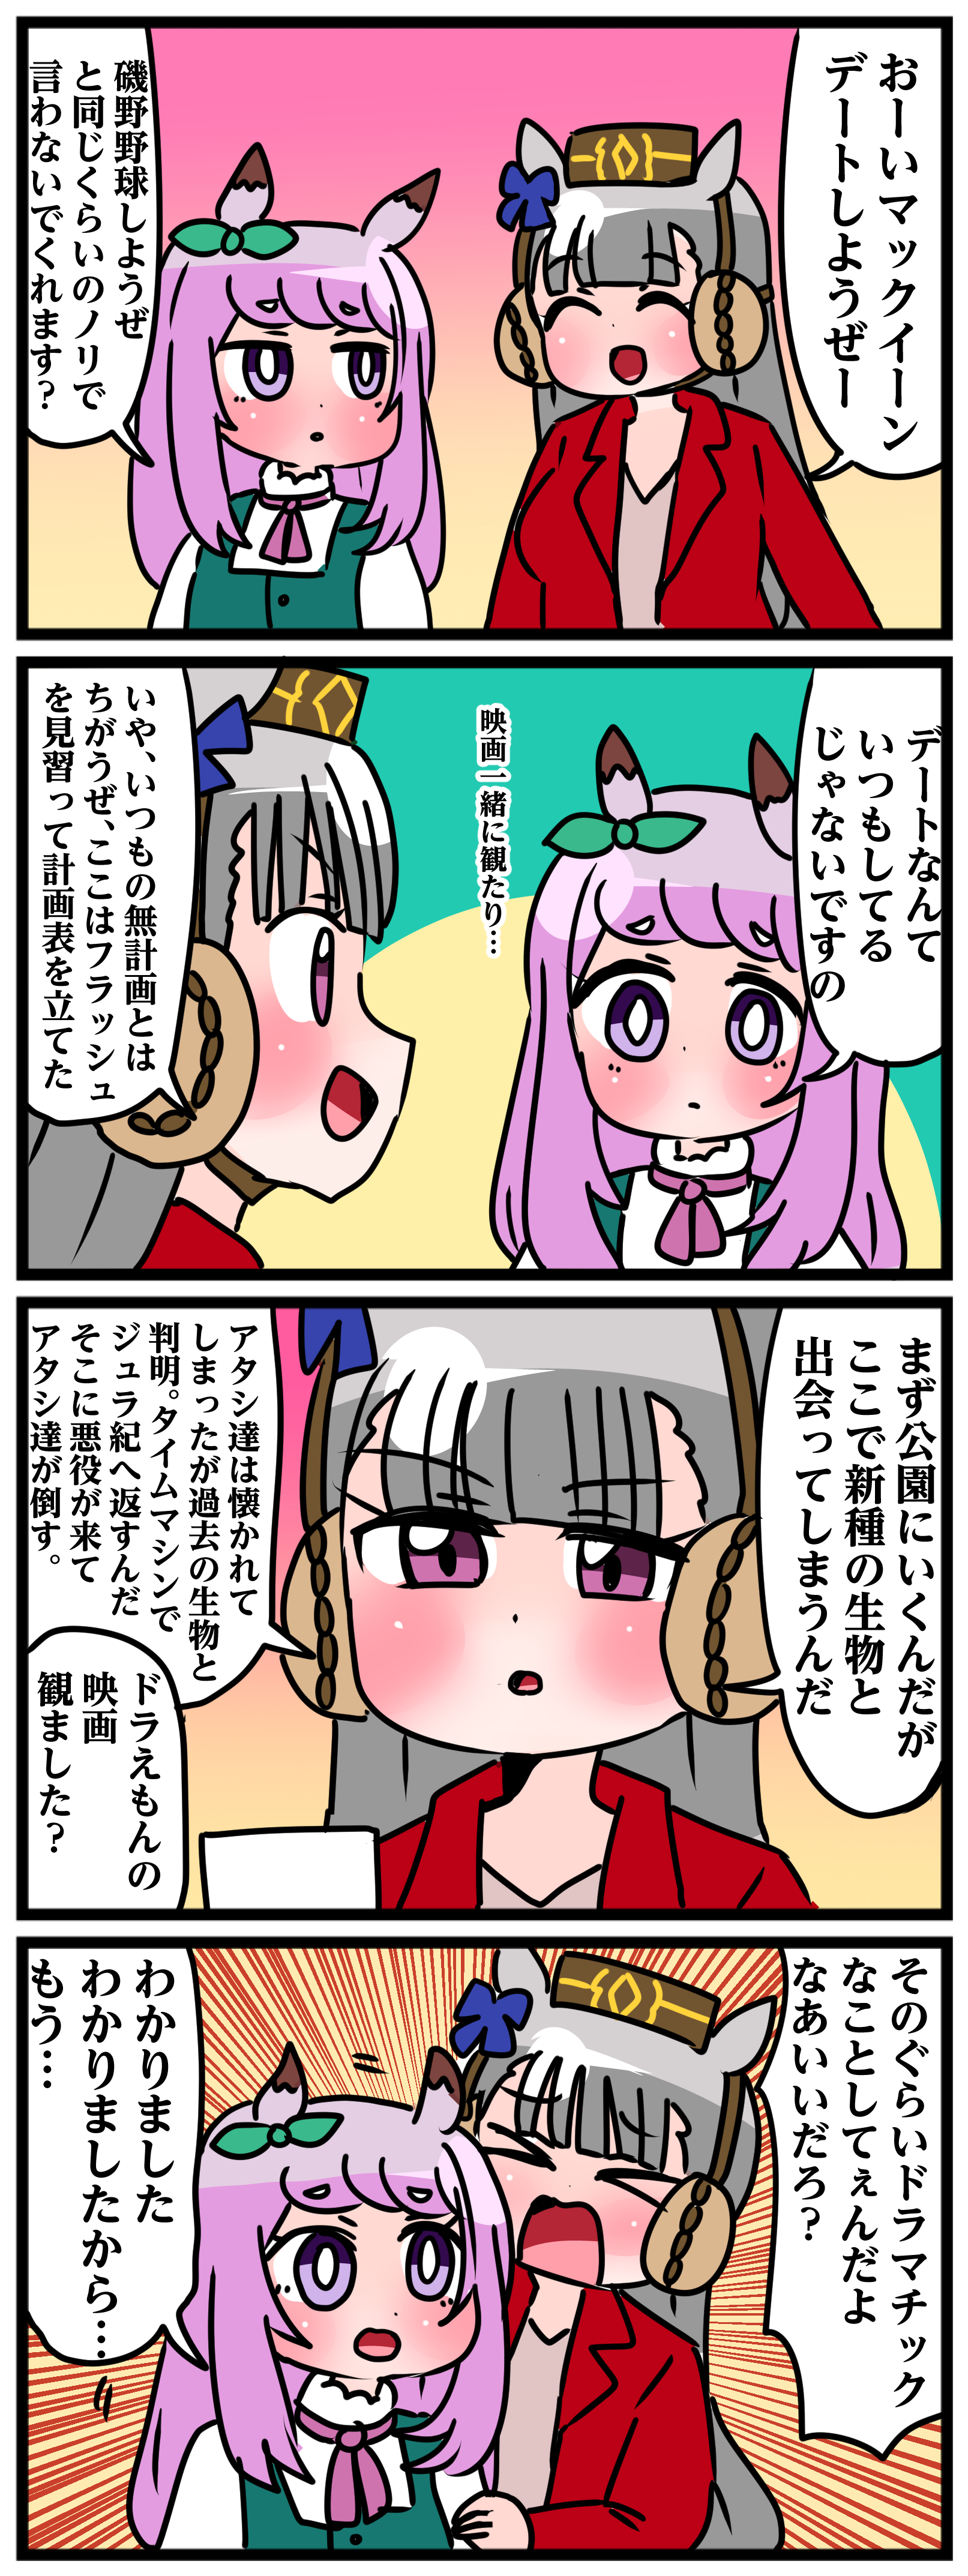 おーいマックイーン
デートしようぜー
磯野野球しようぜ
と同じくらいのノリで
言わないでくれます？
デートなんて
いつもしてる
じゃないですの
映画一緒に観たり…
いや、いつもの無計画とは
ちがうぜ、ここはフラッシュ
を見習って計画表を立てた
まず公園にいくんだが
ここで新種の生物と
出会ってしまうんだ
アタシ達は懐かれて
しまったが過去の生物と
判明。タイムマシンで
ジュラ紀へ返すんだ
そこに悪役が来て
アタシ達が倒す。
ドラえもんの
映画
観ました？
そのぐらいドラマチック
なことしてぇんだよ
なあいいだろ？
わかりました
わかりましたから…
もう…